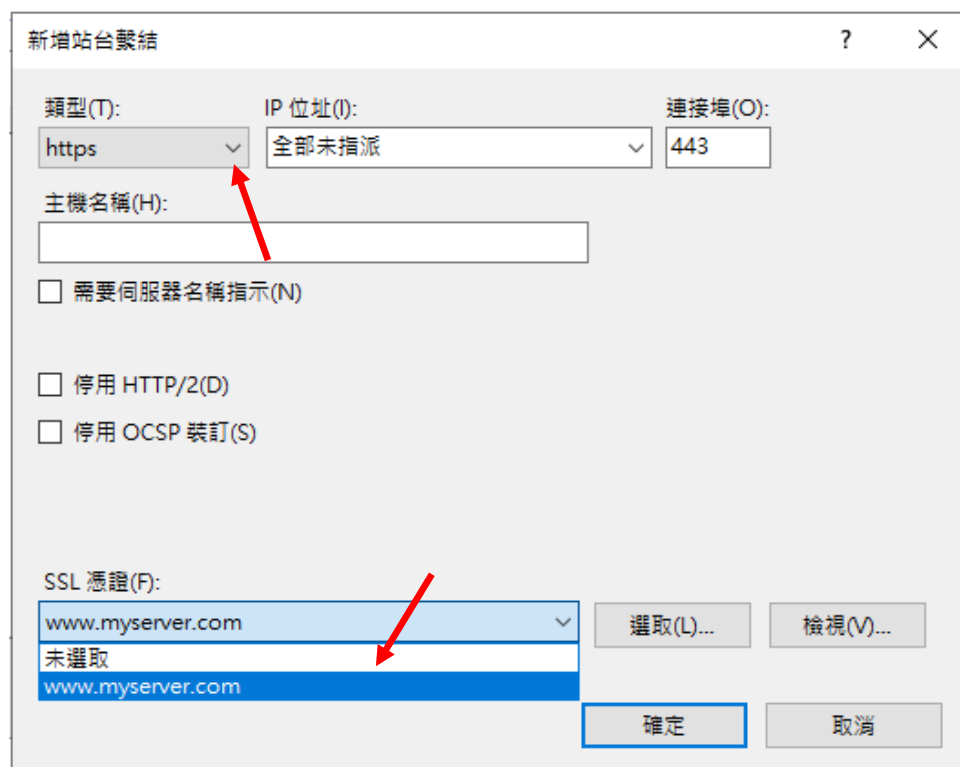 新增站台繫結 ?
類型(T): IP 位址(I): 連接埠(O):
https 全部未指派 443
主機名稱(H):
需要伺服器名稱指示(N)
停用 HTTP/2(D)
停用 OCSP 裝訂(S)
SSL 憑證(F):
www.myserver.com 選取(L)... 檢視(V)...
未選取
www.myserver.com
確定 取消